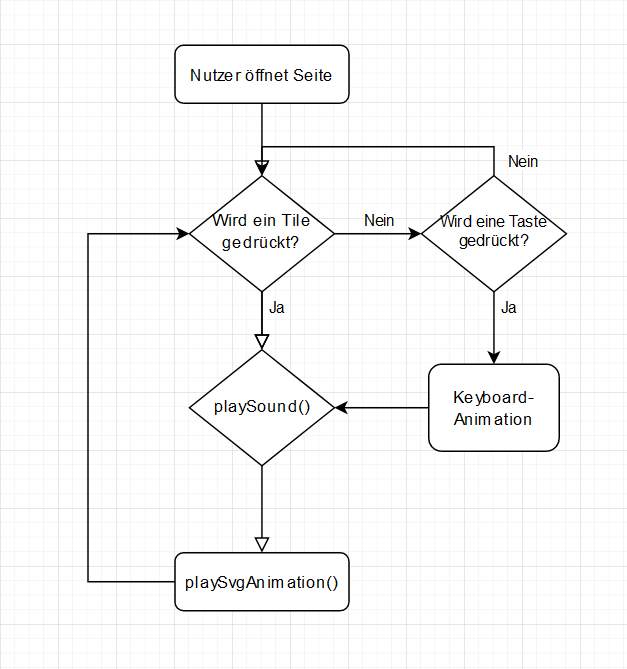 Nutzer öffnet Seite
Nein
Wird ein Tile
gedrückt?
Nein
Wird eine Taste
gedrückt?
Ja
Ja
playSound()
Keyboard-
Animation
playSvgAnimation()